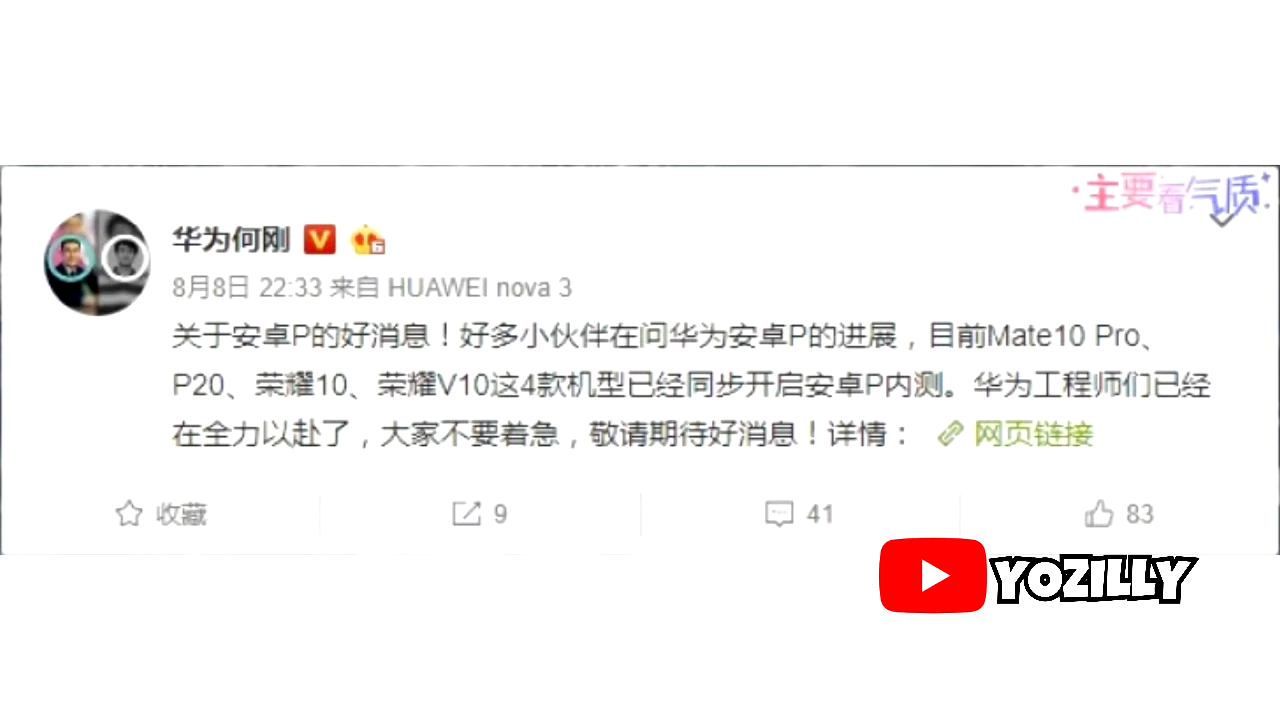 主要看气质
华为何刚
8月8日 22:33 来自 HUAWEI nova 3
关于安卓P的好消息！好多小伙伴在问华为安卓P的进展，目前Mate10 Pro、
P20、荣耀10、荣耀V10这4款机型已经同步开启安卓P内测。华为工程师们已经
在全力以赴了，大家不要着急，敬请期待好消息！详情： 网页链接
收藏 9 41 83
YOZILLY